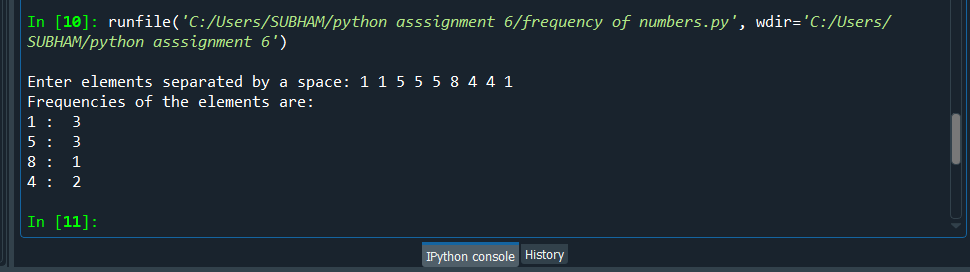 In [10]: runfile('C:/Users/SUBHAM/python asssignment 6/frequency of numbers.py', wdir='C:/Users/
SUBHAM/python asssignment 6')
Enter elements separated by a space: 1 1 5 5 5 8 4 4 1
Frequencies of the elements are:
1 :  3
5 :  3
8 :  1
4 :  2
In [11]:
IPython console History